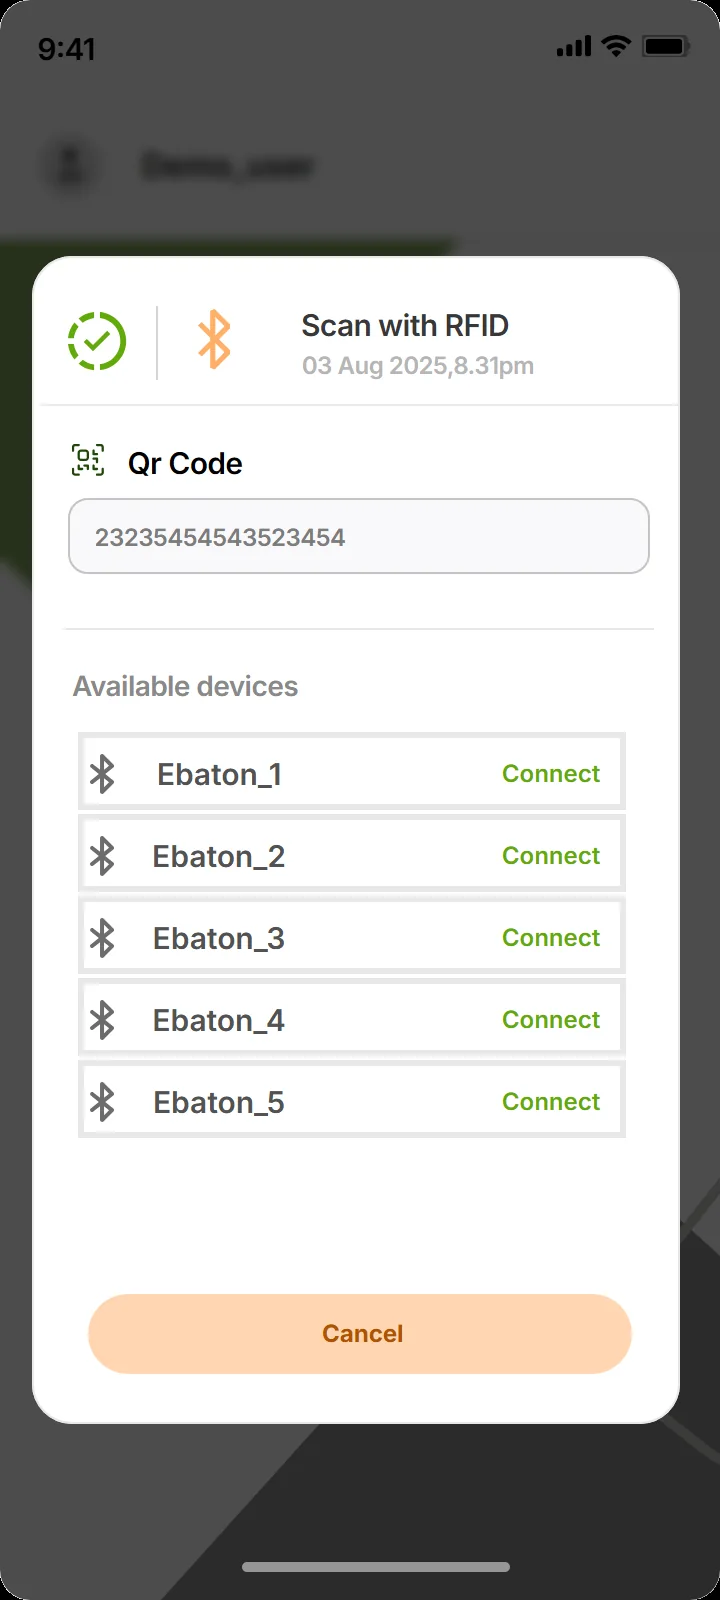 9:41
Demo_user
Scan with RFID
03 Aug 2025,8.31pm
Qr Code
23235454543523454
Available devices
Ebaton_1 Connect
Ebaton_2 Connect
Ebaton_3 Connect
Ebaton_4 Connect
Ebaton_5 Connect
Cancel